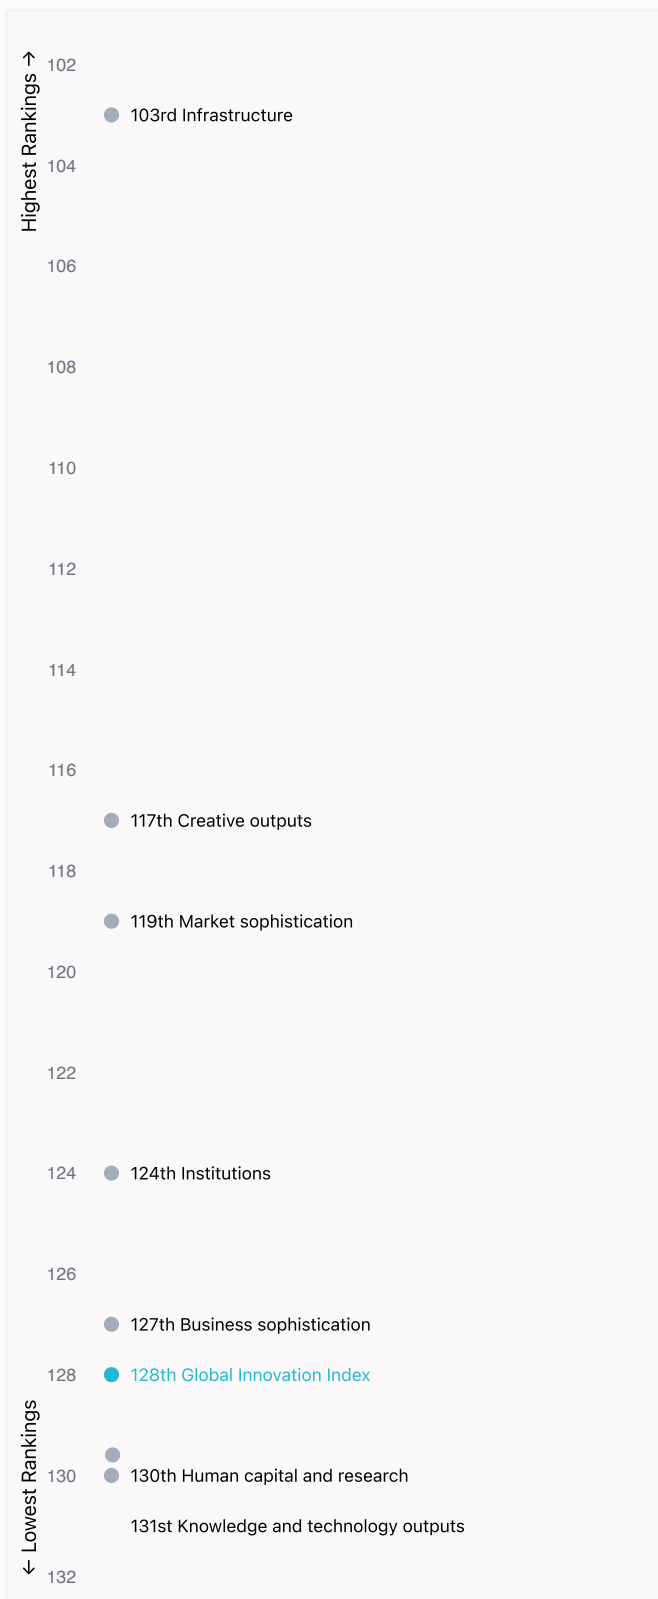 Highest Rankings →
102
103rd Infrastructure
104
106
108
110
112
114
116
117th Creative outputs
118
119th Market sophistication
120
122
124
124th Institutions
126
127th Business sophistication
128
128th Global Innovation Index
← Lowest Rankings
130
130th Human capital and research
131st Knowledge and technology outputs
132